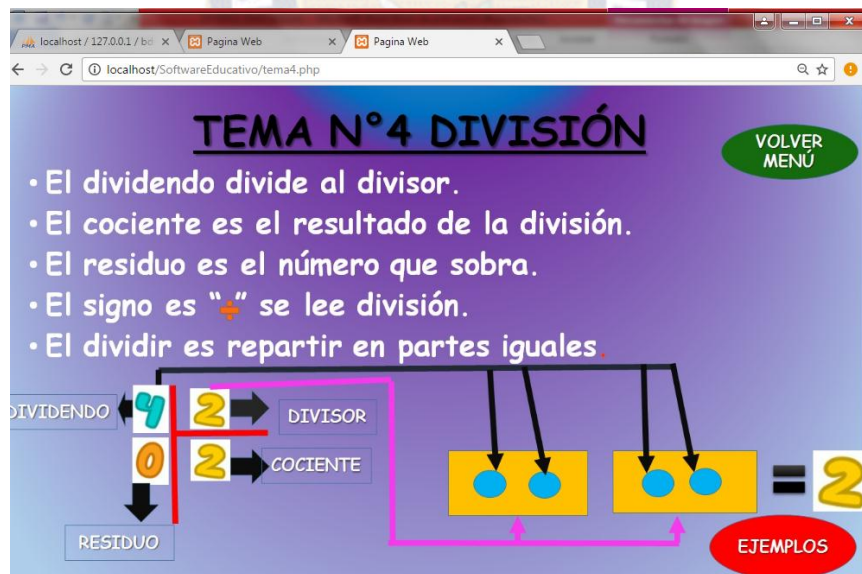 localhost / 127.0.0.1 / bd
Pagina Web
Pagina Web
localhost/SoftwareEducativo/tema4.php
TEMA N°4 DIVISIÓN
VOLVER
MENÚ
• El dividendo divide al divisor.
• El cociente es el resultado de la división.
• El residuo es el número que sobra.
• El signo es “÷” se lee división.
• El dividir es repartir en partes iguales.
DIVIDENDO 4 2 DIVISOR
0 2 COCIENTE
= 2
RESIDUO
EJEMPLOS